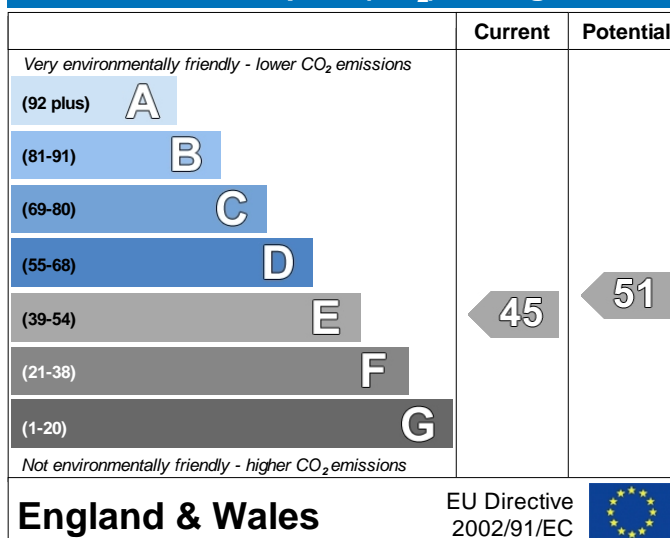 Current Potential
Very environmentally friendly - lower CO₂ emissions
(92 plus) A
(81-91) B
(69-80) C
(55-68) D
(39-54) E 45 51
(21-38) F
(1-20) G
Not environmentally friendly - higher CO₂ emissions
England & Wales
EU Directive
2002/91/EC